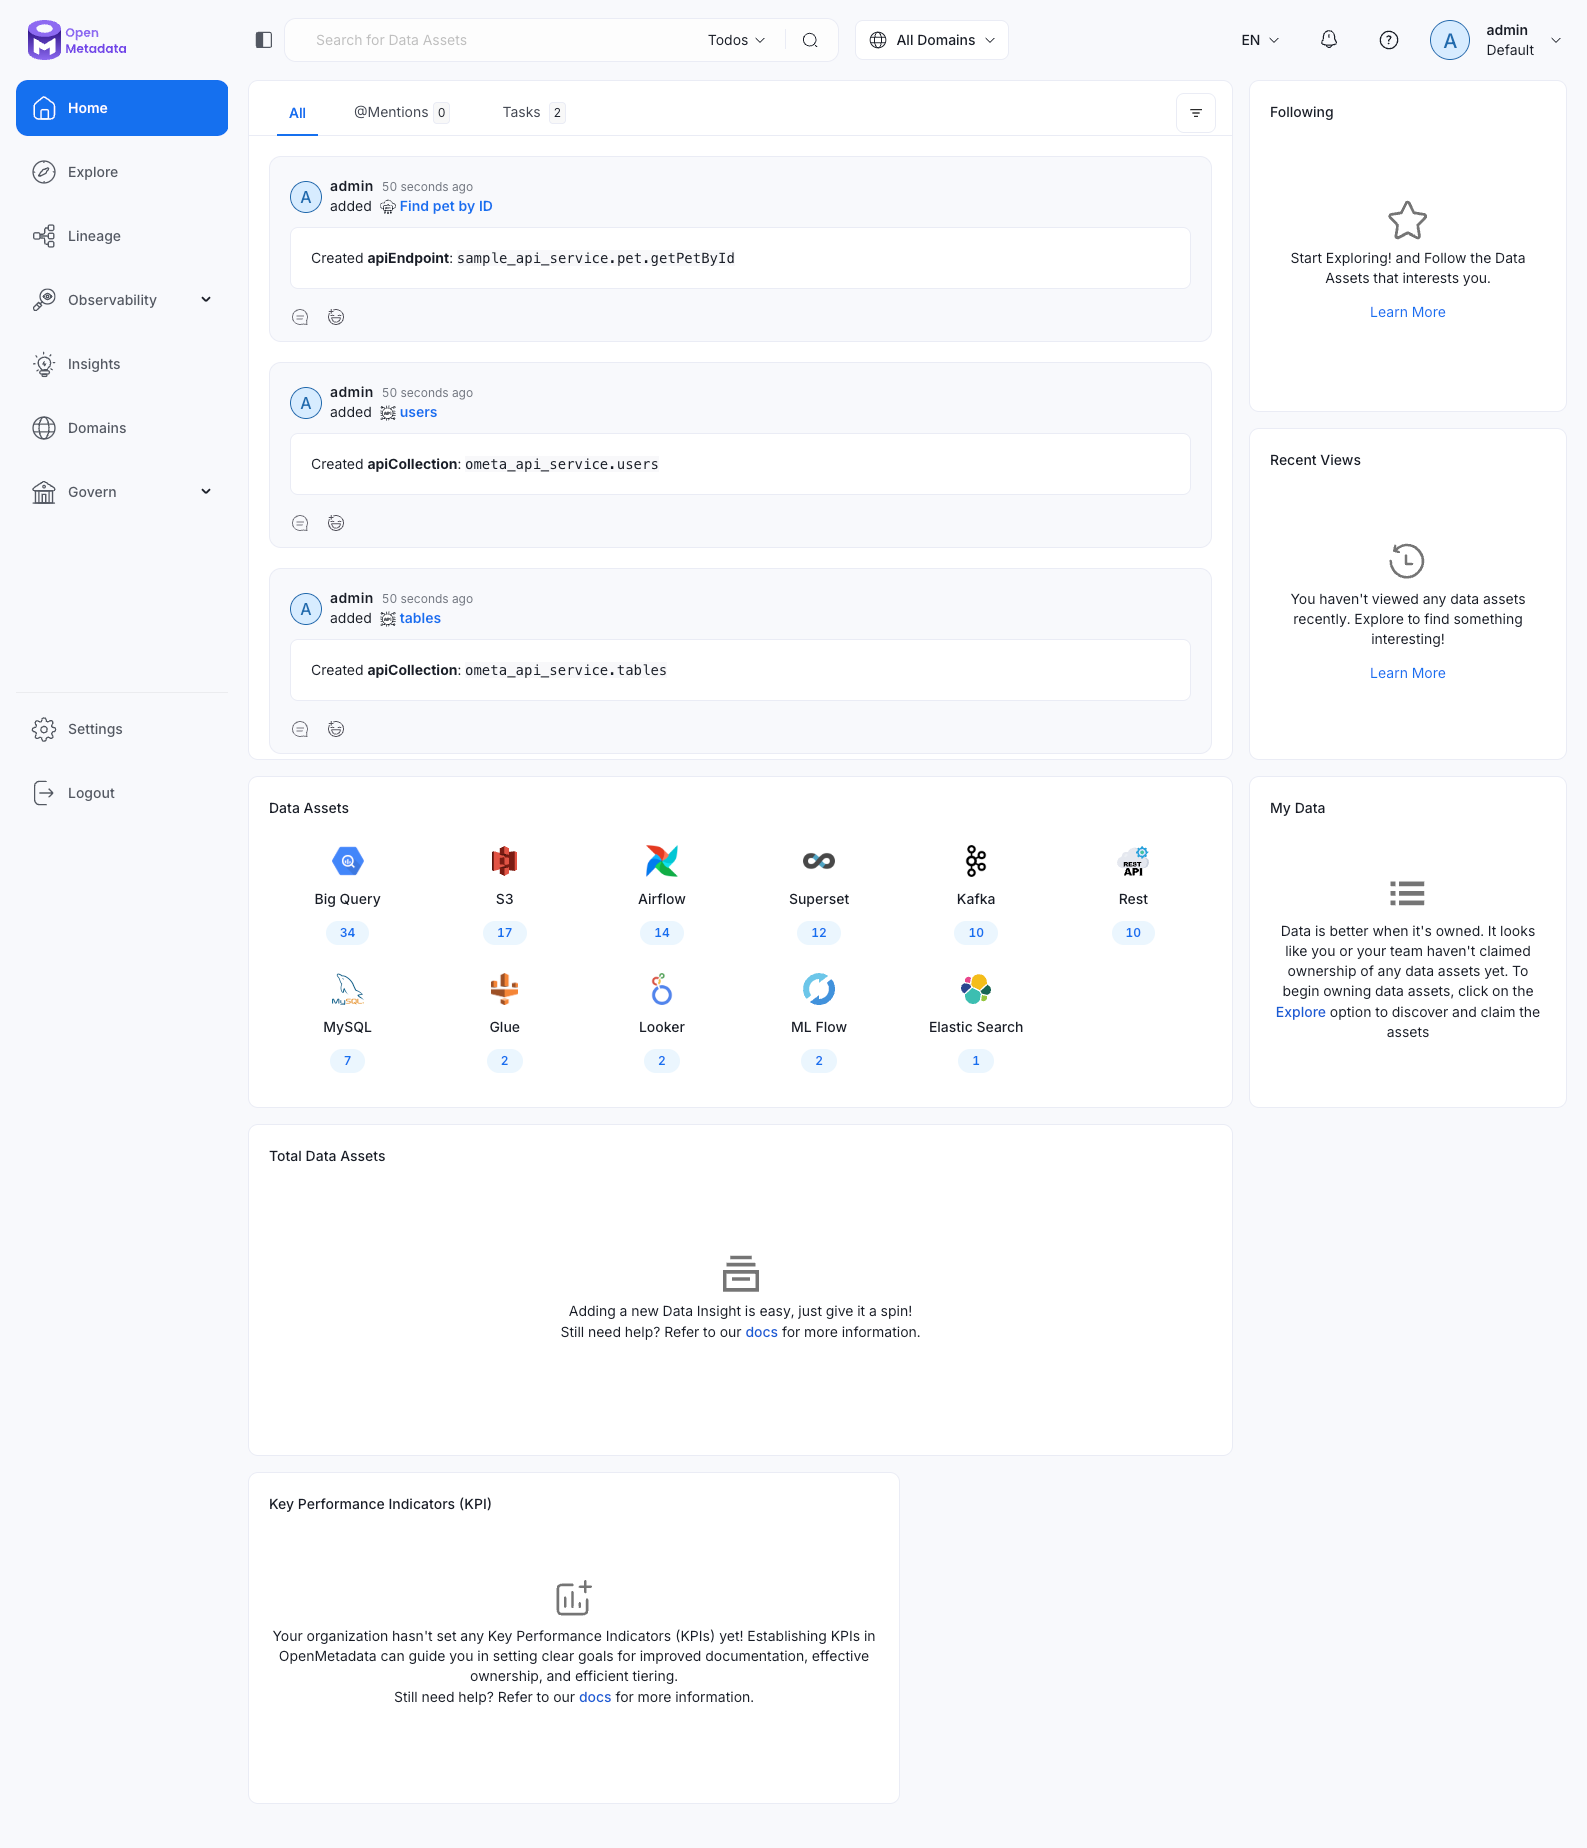 Open
Metadata
Search for Data Assets
Todos
All Domains
EN
A
admin
Default
Home
Explore
Lineage
Observability
Insights
Domains
Govern
Settings
Logout
All
@Mentions 0
Tasks 2
A
admin 50 seconds ago
added Find pet by ID
Created apiEndpoint: sample_api_service.pet.getPetById
A
admin 50 seconds ago
added users
Created apiCollection: ometa_api_service.users
A
admin 50 seconds ago
added tables
Created apiCollection: ometa_api_service.tables
Following
Start Exploring! and Follow the Data
Assets that interests you.
Learn More
Recent Views
You haven't viewed any data assets
recently. Explore to find something
interesting!
Learn More
Data Assets
REST
API
Big Query
S3
Airflow
Superset
Kafka
Rest
34
17
14
12
10
10
MySQL
MySQL
Glue
Looker
ML Flow
Elastic Search
7
2
2
2
1
My Data
Data is better when it's owned. It looks
like you or your team haven't claimed
ownership of any data assets yet. To
begin owning data assets, click on the
Explore option to discover and claim the
assets
Total Data Assets
Adding a new Data Insight is easy, just give it a spin!
Still need help? Refer to our docs for more information.
Key Performance Indicators (KPI)
Your organization hasn't set any Key Performance Indicators (KPIs) yet! Establishing KPIs in
OpenMetadata can guide you in setting clear goals for improved documentation, effective
ownership, and efficient tiering.
Still need help? Refer to our docs for more information.